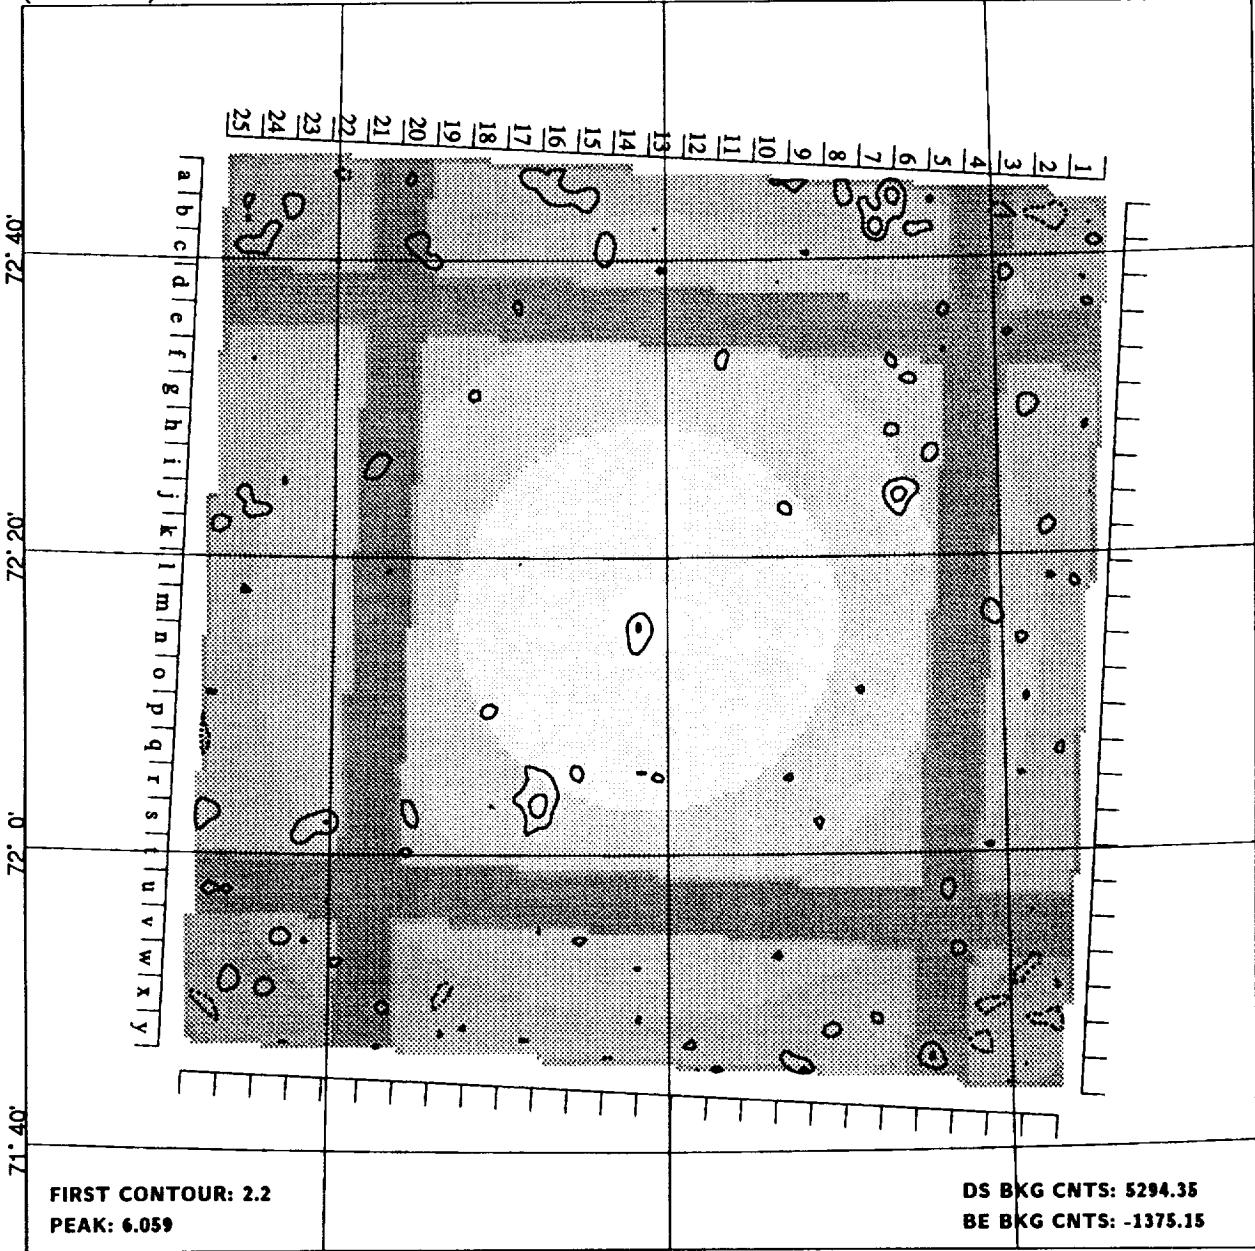 25 24 23 22 21 20 19 18 17 16 15 14 13 12 11 10 9 8 7 6 5 4 3 2 1
a b c d e f g h i j k l m n o p q r s t u v w x y
72° 40'
72° 20'
72° 0'
71° 40'
FIRST CONTOUR: 2.2
PEAK: 6.059
DS BKG CNTS: 5294.35
BE BKG CNTS: -1375.15